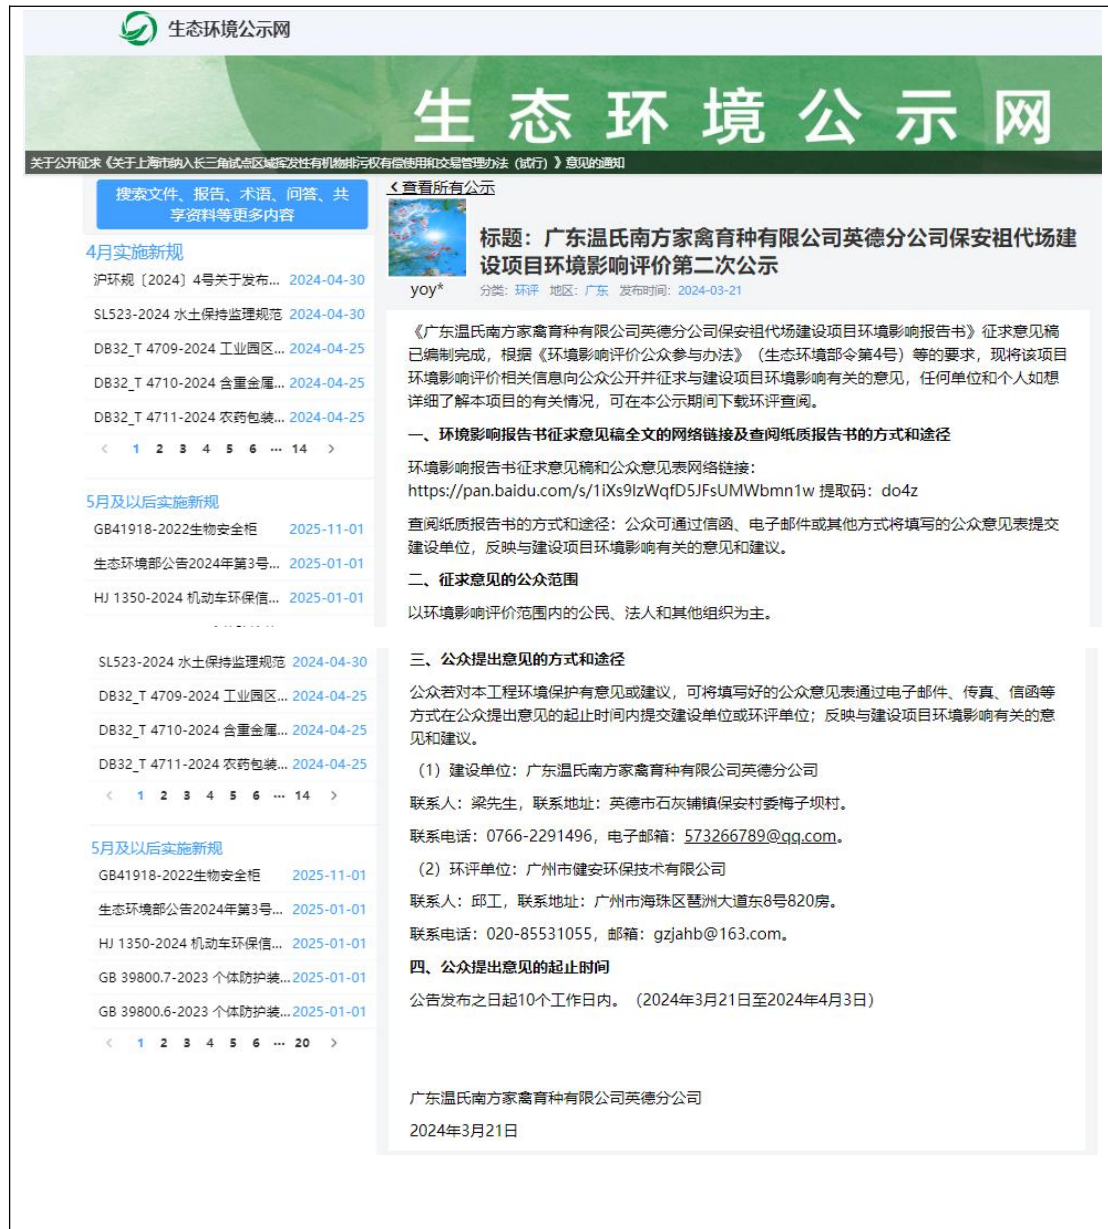 生态环境公示网
生态环境公示网
关于公开征求《关于上海市纳入长三角试点区域挥发性有机物排污权有偿使用和交易管理办法（试行）》意见的通知
搜索文件、报告、术语、问答、共
享资料等更多内容
4月实施新规
沪环规〔2024〕4号关于发布... 2024-04-30
SL523-2024 水土保持监理规范 2024-04-30
DB32_T 4709-2024 工业园区... 2024-04-25
DB32_T 4710-2024 含重金属... 2024-04-25
DB32_T 4711-2024 农药包装... 2024-04-25
< 1 2 3 4 5 6 ... 14 >
5月及以后实施新规
GB41918-2022生物安全柜 2025-11-01
生态环境部公告2024年第3号... 2025-01-01
HJ 1350-2024 机动车环保信... 2025-01-01
SL523-2024 水土保持监理规范 2024-04-30
DB32_T 4709-2024 工业园区... 2024-04-25
DB32_T 4710-2024 含重金属... 2024-04-25
DB32_T 4711-2024 农药包装... 2024-04-25
< 1 2 3 4 5 6 ... 14 >
5月及以后实施新规
GB41918-2022生物安全柜 2025-11-01
生态环境部公告2024年第3号... 2025-01-01
HJ 1350-2024 机动车环保信... 2025-01-01
GB 39800.7-2023 个体防护装... 2025-01-01
GB 39800.6-2023 个体防护装... 2025-01-01
< 1 2 3 4 5 6 ... 20 >
<查看所有公示
标题：广东温氏南方家禽育种有限公司英德分公司保安祖代场建
设项目环境影响评价第二次公示
yoy*
分类：环评 地区：广东 发布时间：2024-03-21
《广东温氏南方家禽育种有限公司英德分公司保安祖代场建设项目环境影响报告书》征求意见稿
已编制完成，根据《环境影响评价公众参与办法》（生态环境部令第4号）等的要求，现将该项目
环境影响评价相关信息向公众公开并征求与建设项目环境影响有关的意见，任何单位和个人如想
详细了解本项目的有关情况，可在本公示期间下载环评查阅。
一、环境影响报告书征求意见稿全文的网络链接及查阅纸质报告书的方式和途径
环境影响报告书征求意见稿和公众意见表网络链接：
https://pan.baidu.com/s/1iXs9lzWqfD5JFsUMWbmn1w 提取码：do4z
查阅纸质报告书的方式和途径：公众可通过信函、电子邮件或其他方式将填写的公众意见表提交
建设单位，反映与建设项目环境影响有关的意见和建议。
二、征求意见的公众范围
以环境影响评价范围内的公民、法人和其他组织为主。
三、公众提出意见的方式和途径
公众若对本工程环境保护有意见或建议，可将填写好的公众意见表通过电子邮件、传真、信函等
方式在公众提出意见的起止时间内提交建设单位或环评单位；反映与建设项目环境影响有关的意
见和建议。
（1）建设单位：广东温氏南方家禽育种有限公司英德分公司
联系人：梁先生，联系地址：英德市石灰铺镇保安村委梅子坝村。
联系电话：0766-2291496，电子邮箱：573266789@qq.com。
（2）环评单位：广州市健安环保技术有限公司
联系人：邱工，联系地址：广州市海珠区琶洲大道东8号820房。
联系电话：020-85531055，邮箱：gzjahb@163.com。
四、公众提出意见的起止时间
公告发布之日起10个工作日内。（2024年3月21日至2024年4月3日）
广东温氏南方家禽育种有限公司英德分公司
2024年3月21日